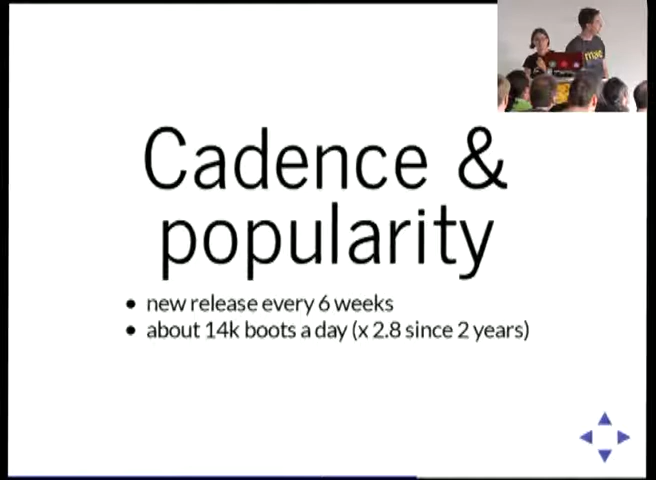 Cadence &
popularity
• new release every 6 weeks
• about 14k boots a day (x 2.8 since 2 years)